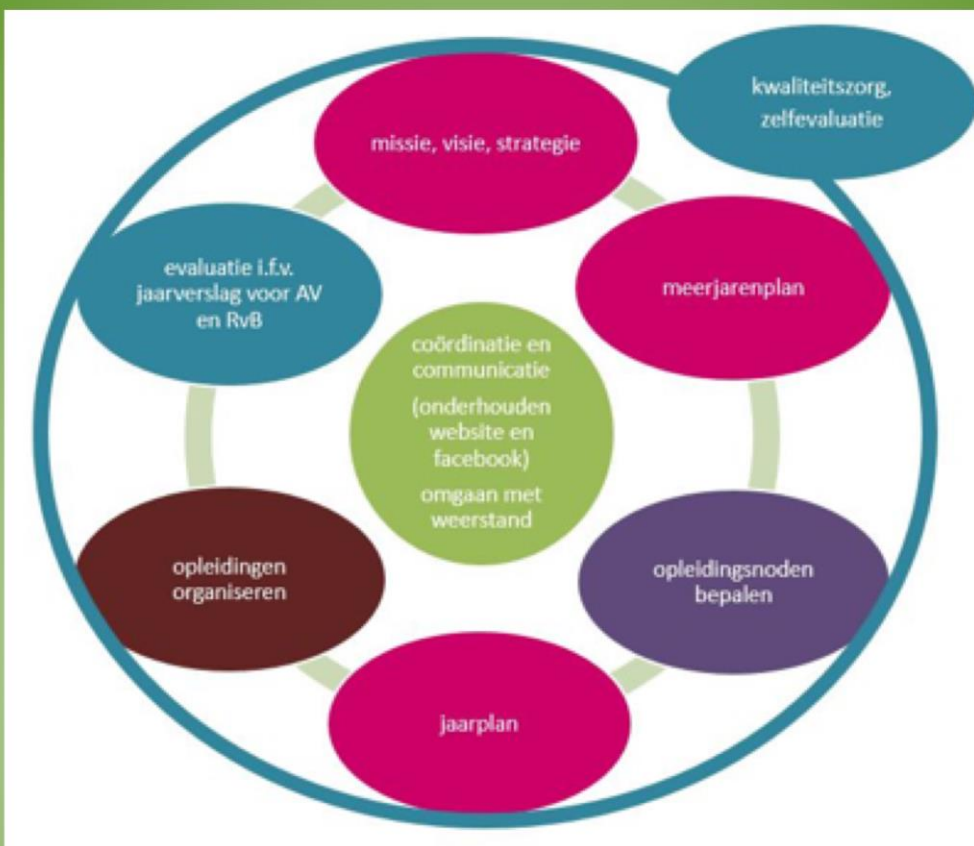 kwaliteitszorg,
zelfevaluatie
missie, visie, strategie
meerjarenplan
evaluatie i.f.v.
jaarverslag voor AV
en RvB
coördinatie en
communicatie
(onderhouden
website en
facebook)
omgaan met
weerstand
opleidingsnoden
bepalen
opleidingen
organiseren
jaarplan